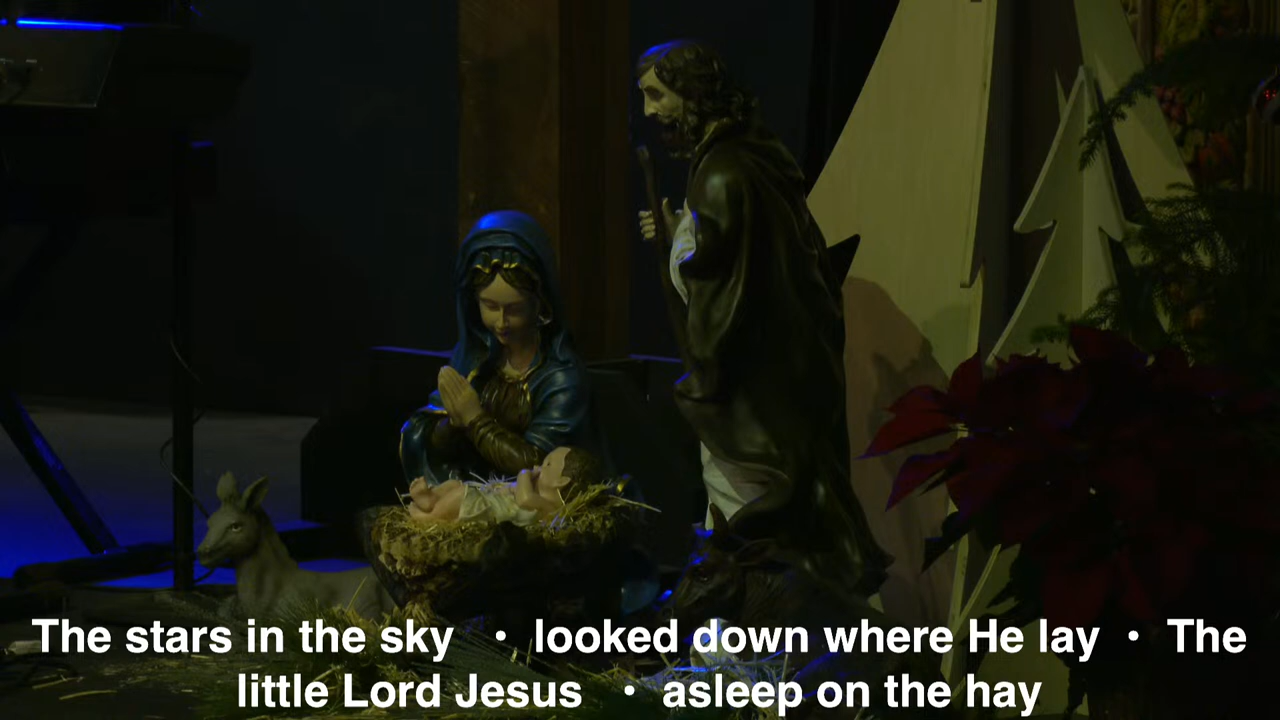 The stars in the sky • looked down where He lay • The
little Lord Jesus • asleep on the hay